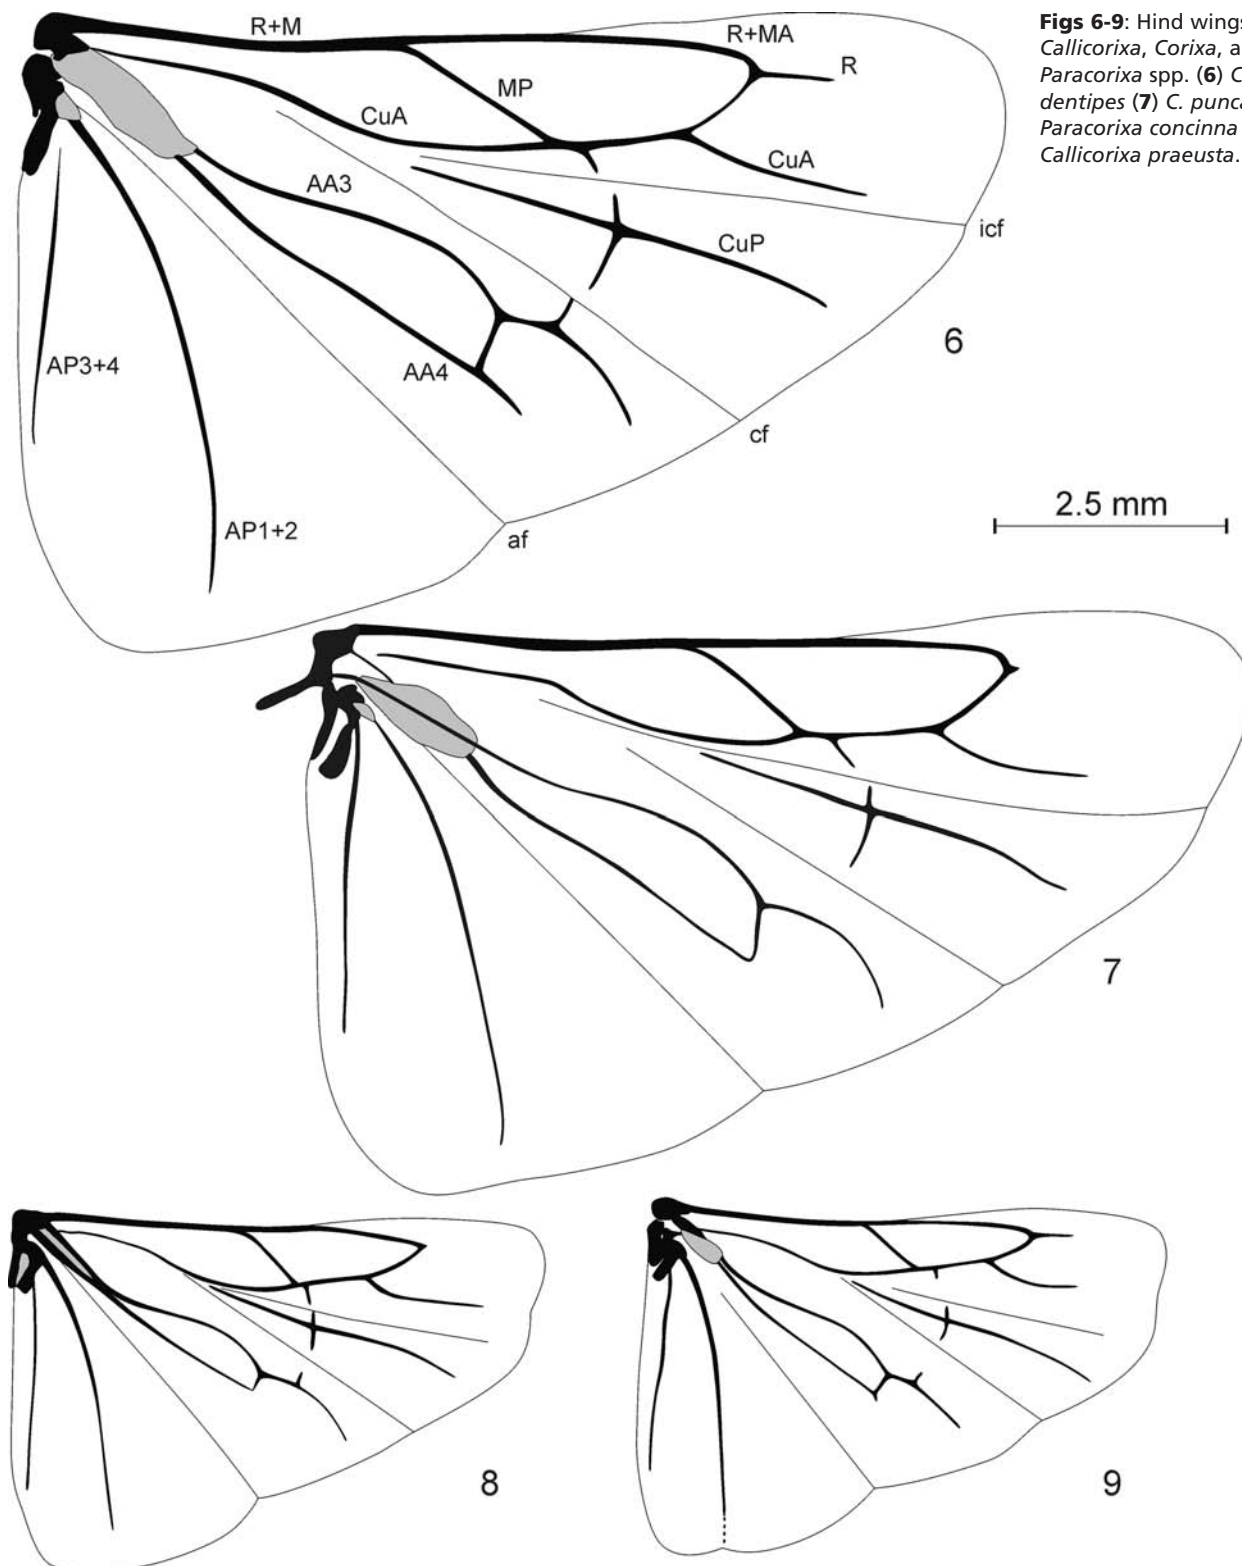 Figs 6-9: Hind wings
Callicorixa, Corixa, a
Paracorixa spp. (6) C
dentipes (7) C. punc
Paracorixa concinna
Callicorixa praeusta.
R+M
R+MA
R
MP
CuA
CuA
AA3
CuP
icf
6
AP3+4
AA4
cf
2.5 mm
AP1+2
af
7
8
9